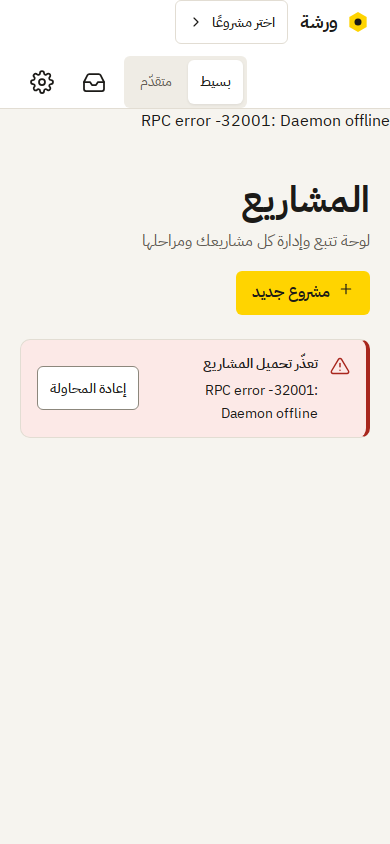 ورشة
اختر مشروعًا
بسيط
متقدّم
RPC error -32001: Daemon offline
المشاريع
لوحة تتبع وإدارة كل مشاريعك ومراحلها
مشروع جديد
تعذّر تحميل المشاريع
RPC error -32001:
Daemon offline
إعادة المحاولة